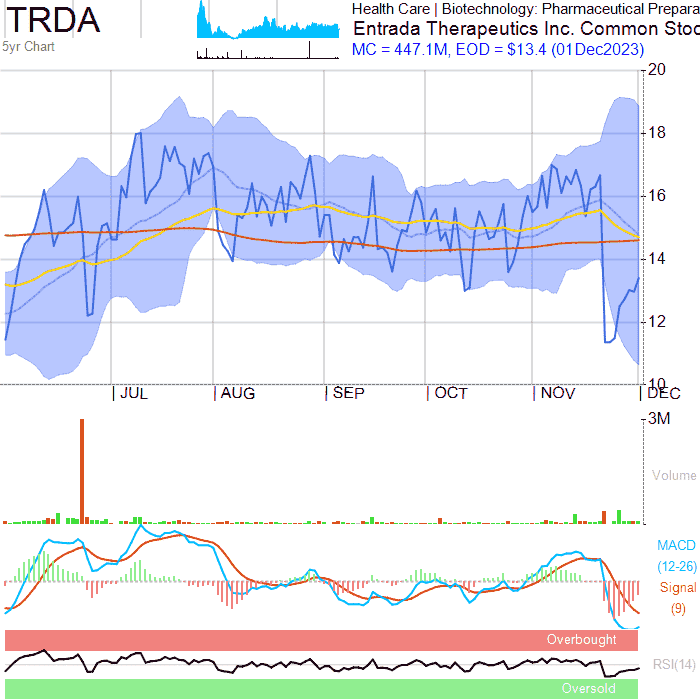 TRDA
5yr Chart
Health Care | Biotechnology: Pharmaceutical Prepara
Entrada Therapeutics Inc. Common Stoc
MC = 447.1M, EOD = $13.4 (01Dec2023)
20
18
16
14
12
10
JUL AUG SEP OCT NOV DEC
3M
Volume
MACD
(12-26)
Signal
(9)
Overbought
RSI(14)
Oversold